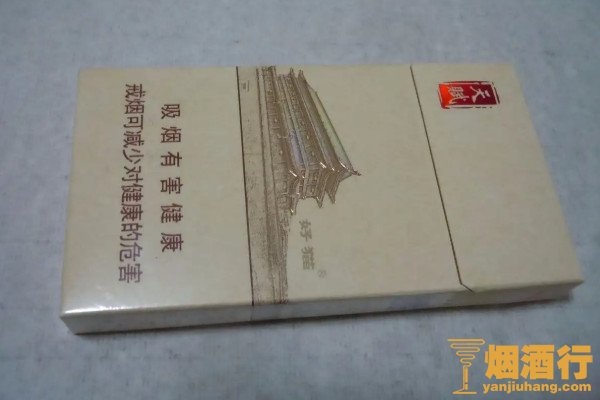 天赋
好猫®
吸烟有害健康
戒烟可减少对健康的危害
烟酒行
yanjiuhang.com